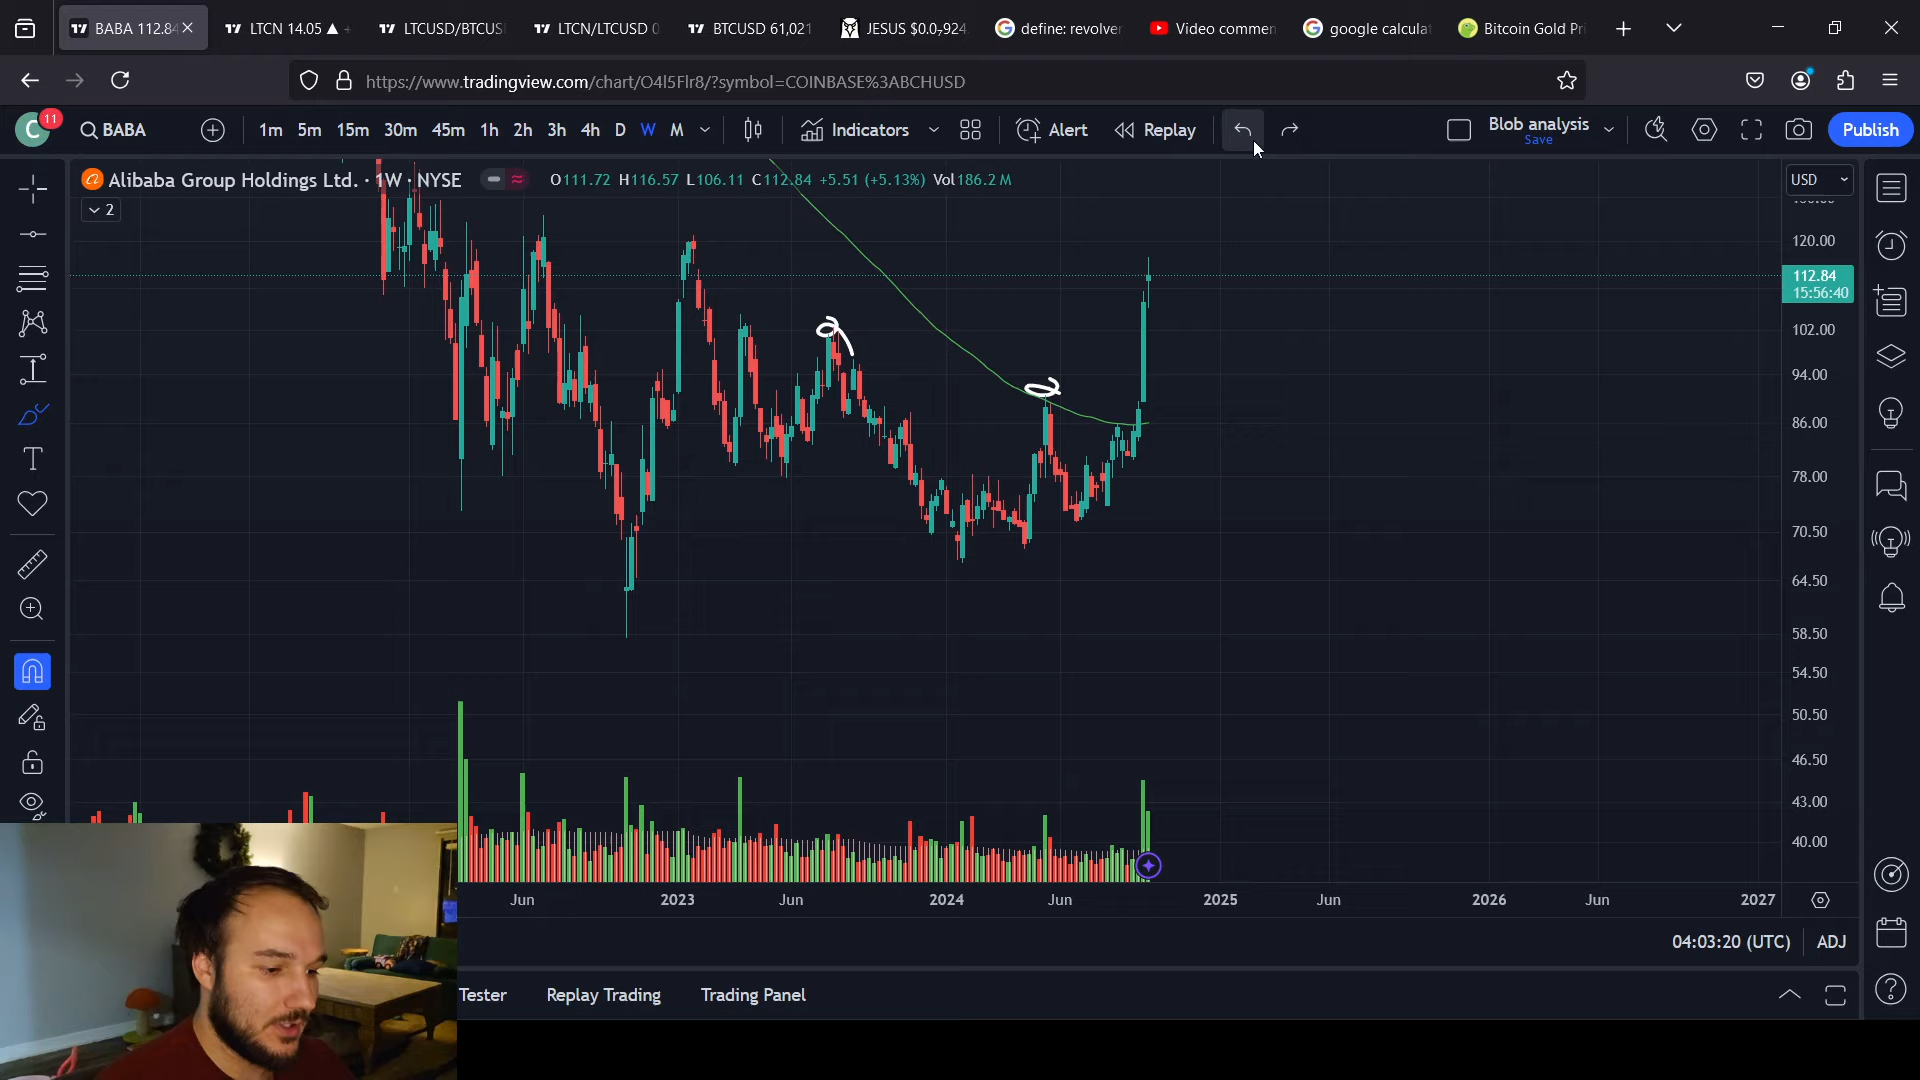 BABA 112.84
LTCN 14.05 ▲ +
LTCUSD/BTCUS
LTCN/LTCUSD 0
BTCUSD 61,021
JESUS $0.0₇924
define: revolver
Video commen
google calculat
Bitcoin Gold Pri
https://www.tradingview.com/chart/O4l5Flr8/?symbol=COINBASE%3ABCHUSD
C
11
BABA
1m 5m 15m 30m 45m 1h 2h 3h 4h D W M
Indicators
Alert
Replay
Blob analysis
Save
Publish
Alibaba Group Holdings Ltd. · 1W · NYSE
O111.72 H116.57 L106.11 C112.84 +5.51 (+5.13%) Vol186.2 M
USD
2
120.00
112.84
15:56:40
102.00
94.00
86.00
78.00
70.50
64.50
58.50
54.50
50.50
46.50
43.00
40.00
Jun 2023 Jun 2024 Jun 2025 Jun 2026 Jun 2027
04:03:20 (UTC) ADJ
Tester Replay Trading Trading Panel